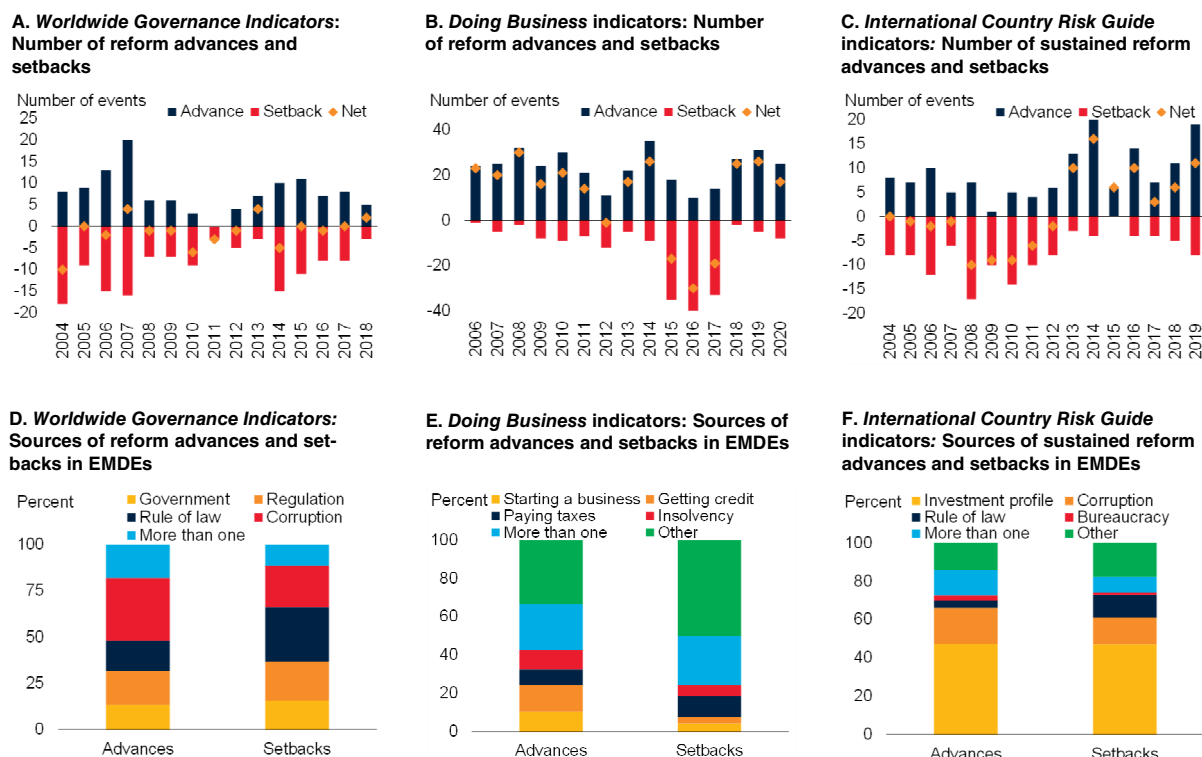 A. Worldwide Governance Indicators:
Number of reform advances and
setbacks
Number of events
Advance Setback Net
25
20
15
10
5
0
-5
-10
-15
-20
2004 2005 2006 2007 2008 2009 2010 2011 2012 2013 2014 2015 2016 2017 2018
B. Doing Business indicators: Number
of reform advances and setbacks
Number of events
Advance Setback Net
40
20
0
-20
-40
2006 2007 2008 2009 2010 2011 2012 2013 2014 2015 2016 2017 2018 2019 2020
C. International Country Risk Guide
indicators: Number of sustained reform
advances and setbacks
Number of events
Advance Setback Net
20
15
10
5
0
-5
-10
-15
-20
2004 2005 2006 2007 2008 2009 2010 2011 2012 2013 2014 2015 2016 2017 2018 2019
D. Worldwide Governance Indicators:
Sources of reform advances and set-
backs in EMDEs
Percent
Government Regulation
Rule of law Corruption
More than one
100
75
50
25
0
Advances Setbacks
E. Doing Business indicators: Sources of
reform advances and setbacks in EMDEs
Percent
Starting a business Getting credit
Paying taxes Insolvency
More than one Other
100
80
60
40
20
0
Advances Setbacks
F. International Country Risk Guide
indicators: Sources of sustained reform
advances and setbacks in EMDEs
Percent
Investment profile Corruption
Rule of law Bureaucracy
More than one Other
100
80
60
40
20
0
Advances Setbacks